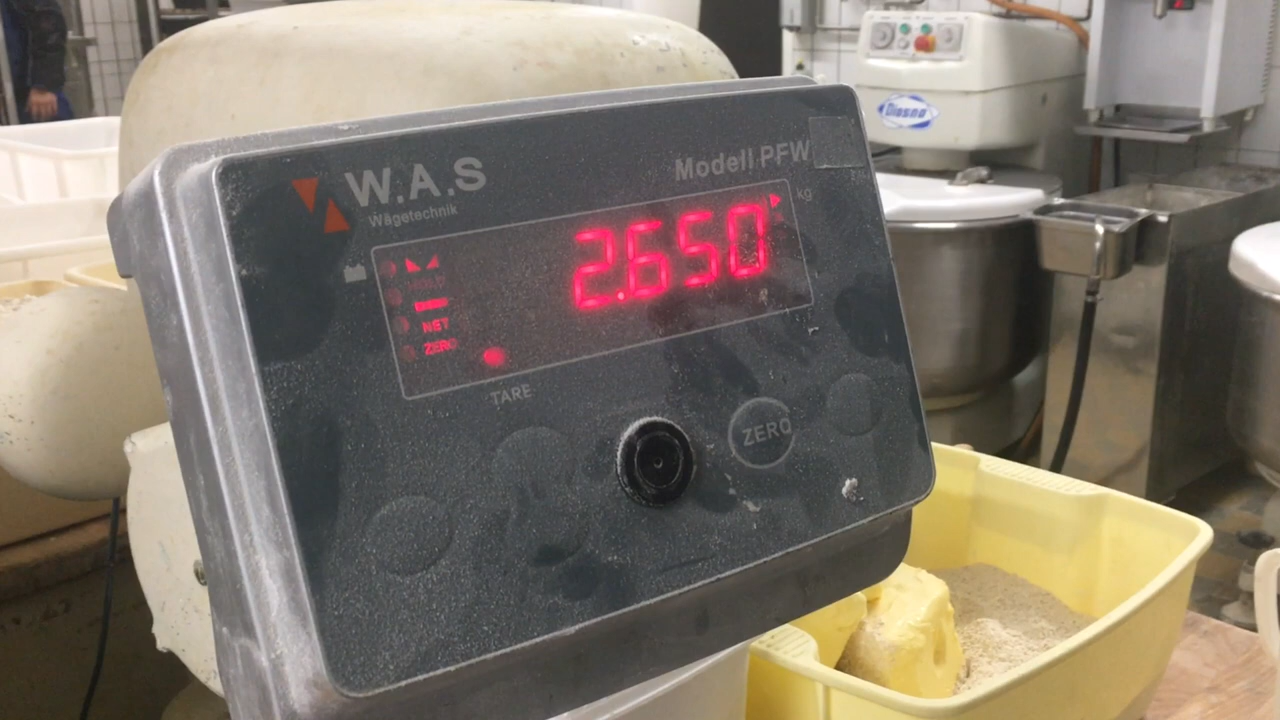 W.A.S
Wägetechnik
Modell PFW
kg
2.650
HOLD
NET
ZERO
TARE
ZERO
Diosna